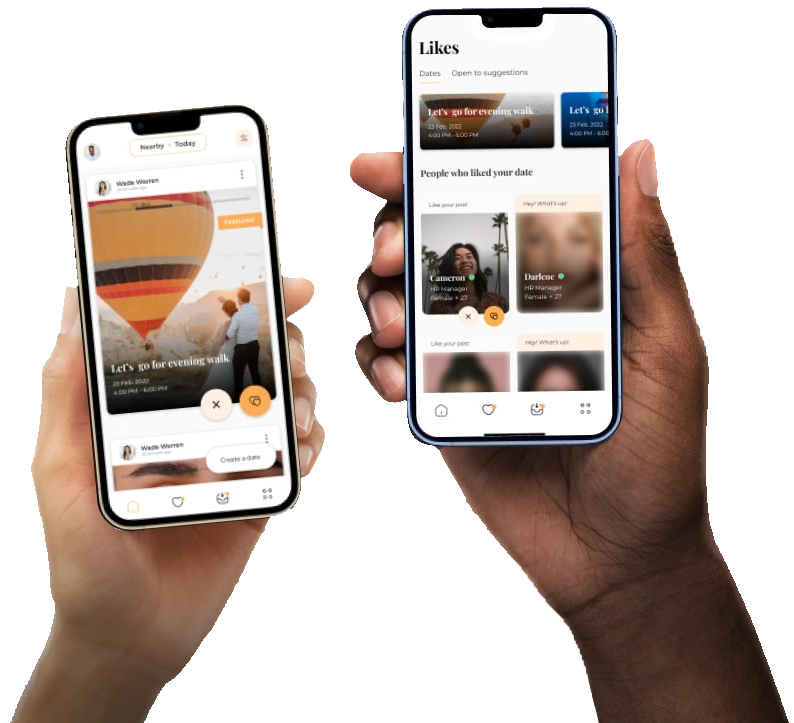 Nearby · Today
Wade Warren
Featured
Let's go for evening walk
23 Feb, 2022
4:00 PM - 6:00 PM
Wade Warren
Create a date
Likes
Dates Open to suggestions
Let's go for evening walk
23 Feb, 2022
4:00 PM - 6:00 PM
Let's go
23 Feb, 2022
4:00 PM - 6:00
People who liked your date
Like your post
Hey! What's up!
Cameron
HR Manager
Female • 27
Darlene
HR Manager
Female • 27
Like your post
Hey! What's up!